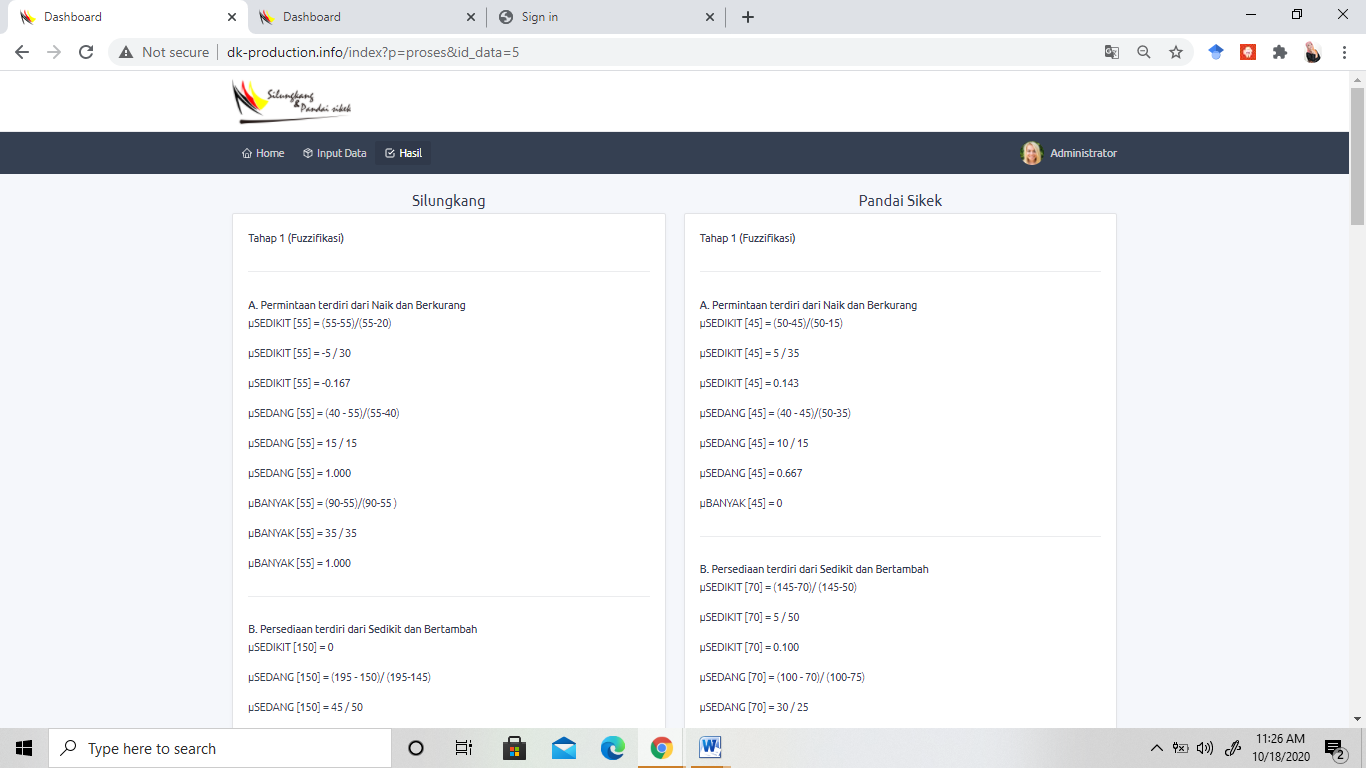 Dashboard
Dashboard
Sign in
Not secure
dk-production.info/index?p=proses&id_data=5
Silungkang
&
Pandai sikek
Home
Input Data
Hasil
Administrator
Silungkang
Tahap 1 (Fuzzifikasi)
A. Permintaan terdiri dari Naik dan Berkurang
μSEDIKIT [55] = (55-55)/(55-20)
μSEDIKIT [55] = -5 / 30
μSEDIKIT [55] = -0.167
μSEDANG [55] = (40 - 55)/(55-40)
μSEDANG [55] = 15 / 15
μSEDANG [55] = 1.000
μBANYAK [55] = (90-55)/(90-55 )
μBANYAK [55] = 35 / 35
μBANYAK [55] = 1.000
B. Persediaan terdiri dari Sedikit dan Bertambah
μSEDIKIT [150] = 0
μSEDANG [150] = (195 - 150)/ (195-145)
μSEDANG [150] = 45 / 50
Pandai Sikek
Tahap 1 (Fuzzifikasi)
A. Permintaan terdiri dari Naik dan Berkurang
μSEDIKIT [45] = (50-45)/(50-15)
μSEDIKIT [45] = 5 / 35
μSEDIKIT [45] = 0.143
μSEDANG [45] = (40 - 45)/(50-35)
μSEDANG [45] = 10 / 15
μSEDANG [45] = 0.667
μBANYAK [45] = 0
B. Persediaan terdiri dari Sedikit dan Bertambah
μSEDIKIT [70] = (145-70)/ (145-50)
μSEDIKIT [70] = 5 / 50
μSEDIKIT [70] = 0.100
μSEDANG [70] = (100 - 70)/ (100-75)
μSEDANG [70] = 30 / 25
Type here to search
11:26 AM
10/18/2020
2